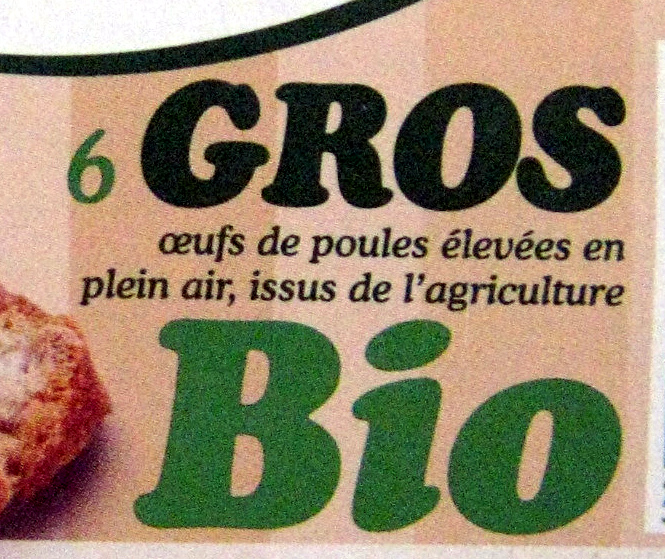 6 GROS
œufs de poules élevées en
plein air, issus de l'agriculture
Bio